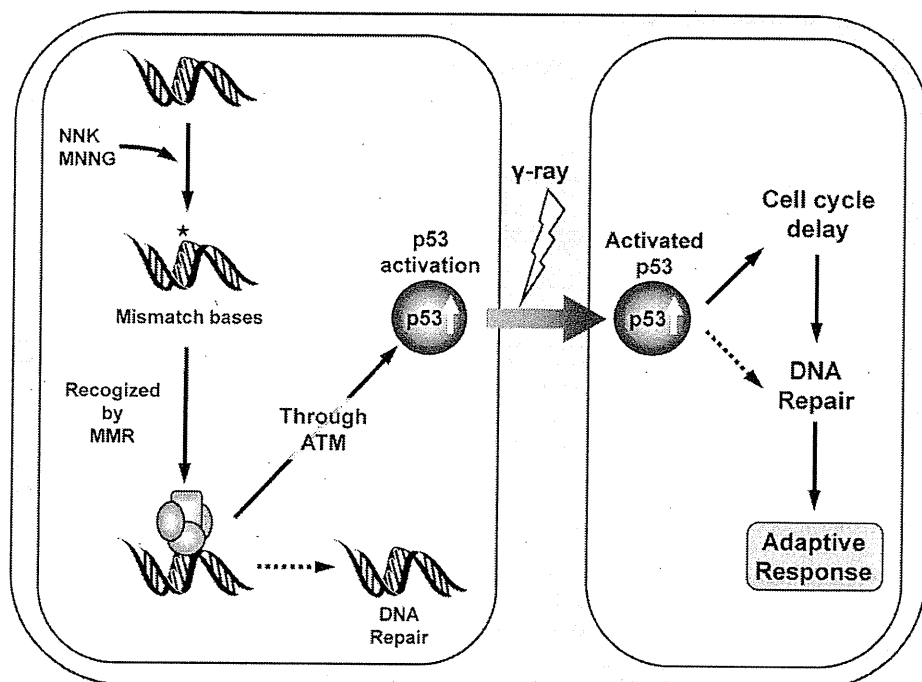 NNK
MNNG
*
Mismatch bases
Recogized
by
MMR
Through
ATM
DNA
Repair
p53
activation
p53
γ-ray
Activated
p53
p53
Cell cycle
delay
DNA
Repair
Adaptive
Response